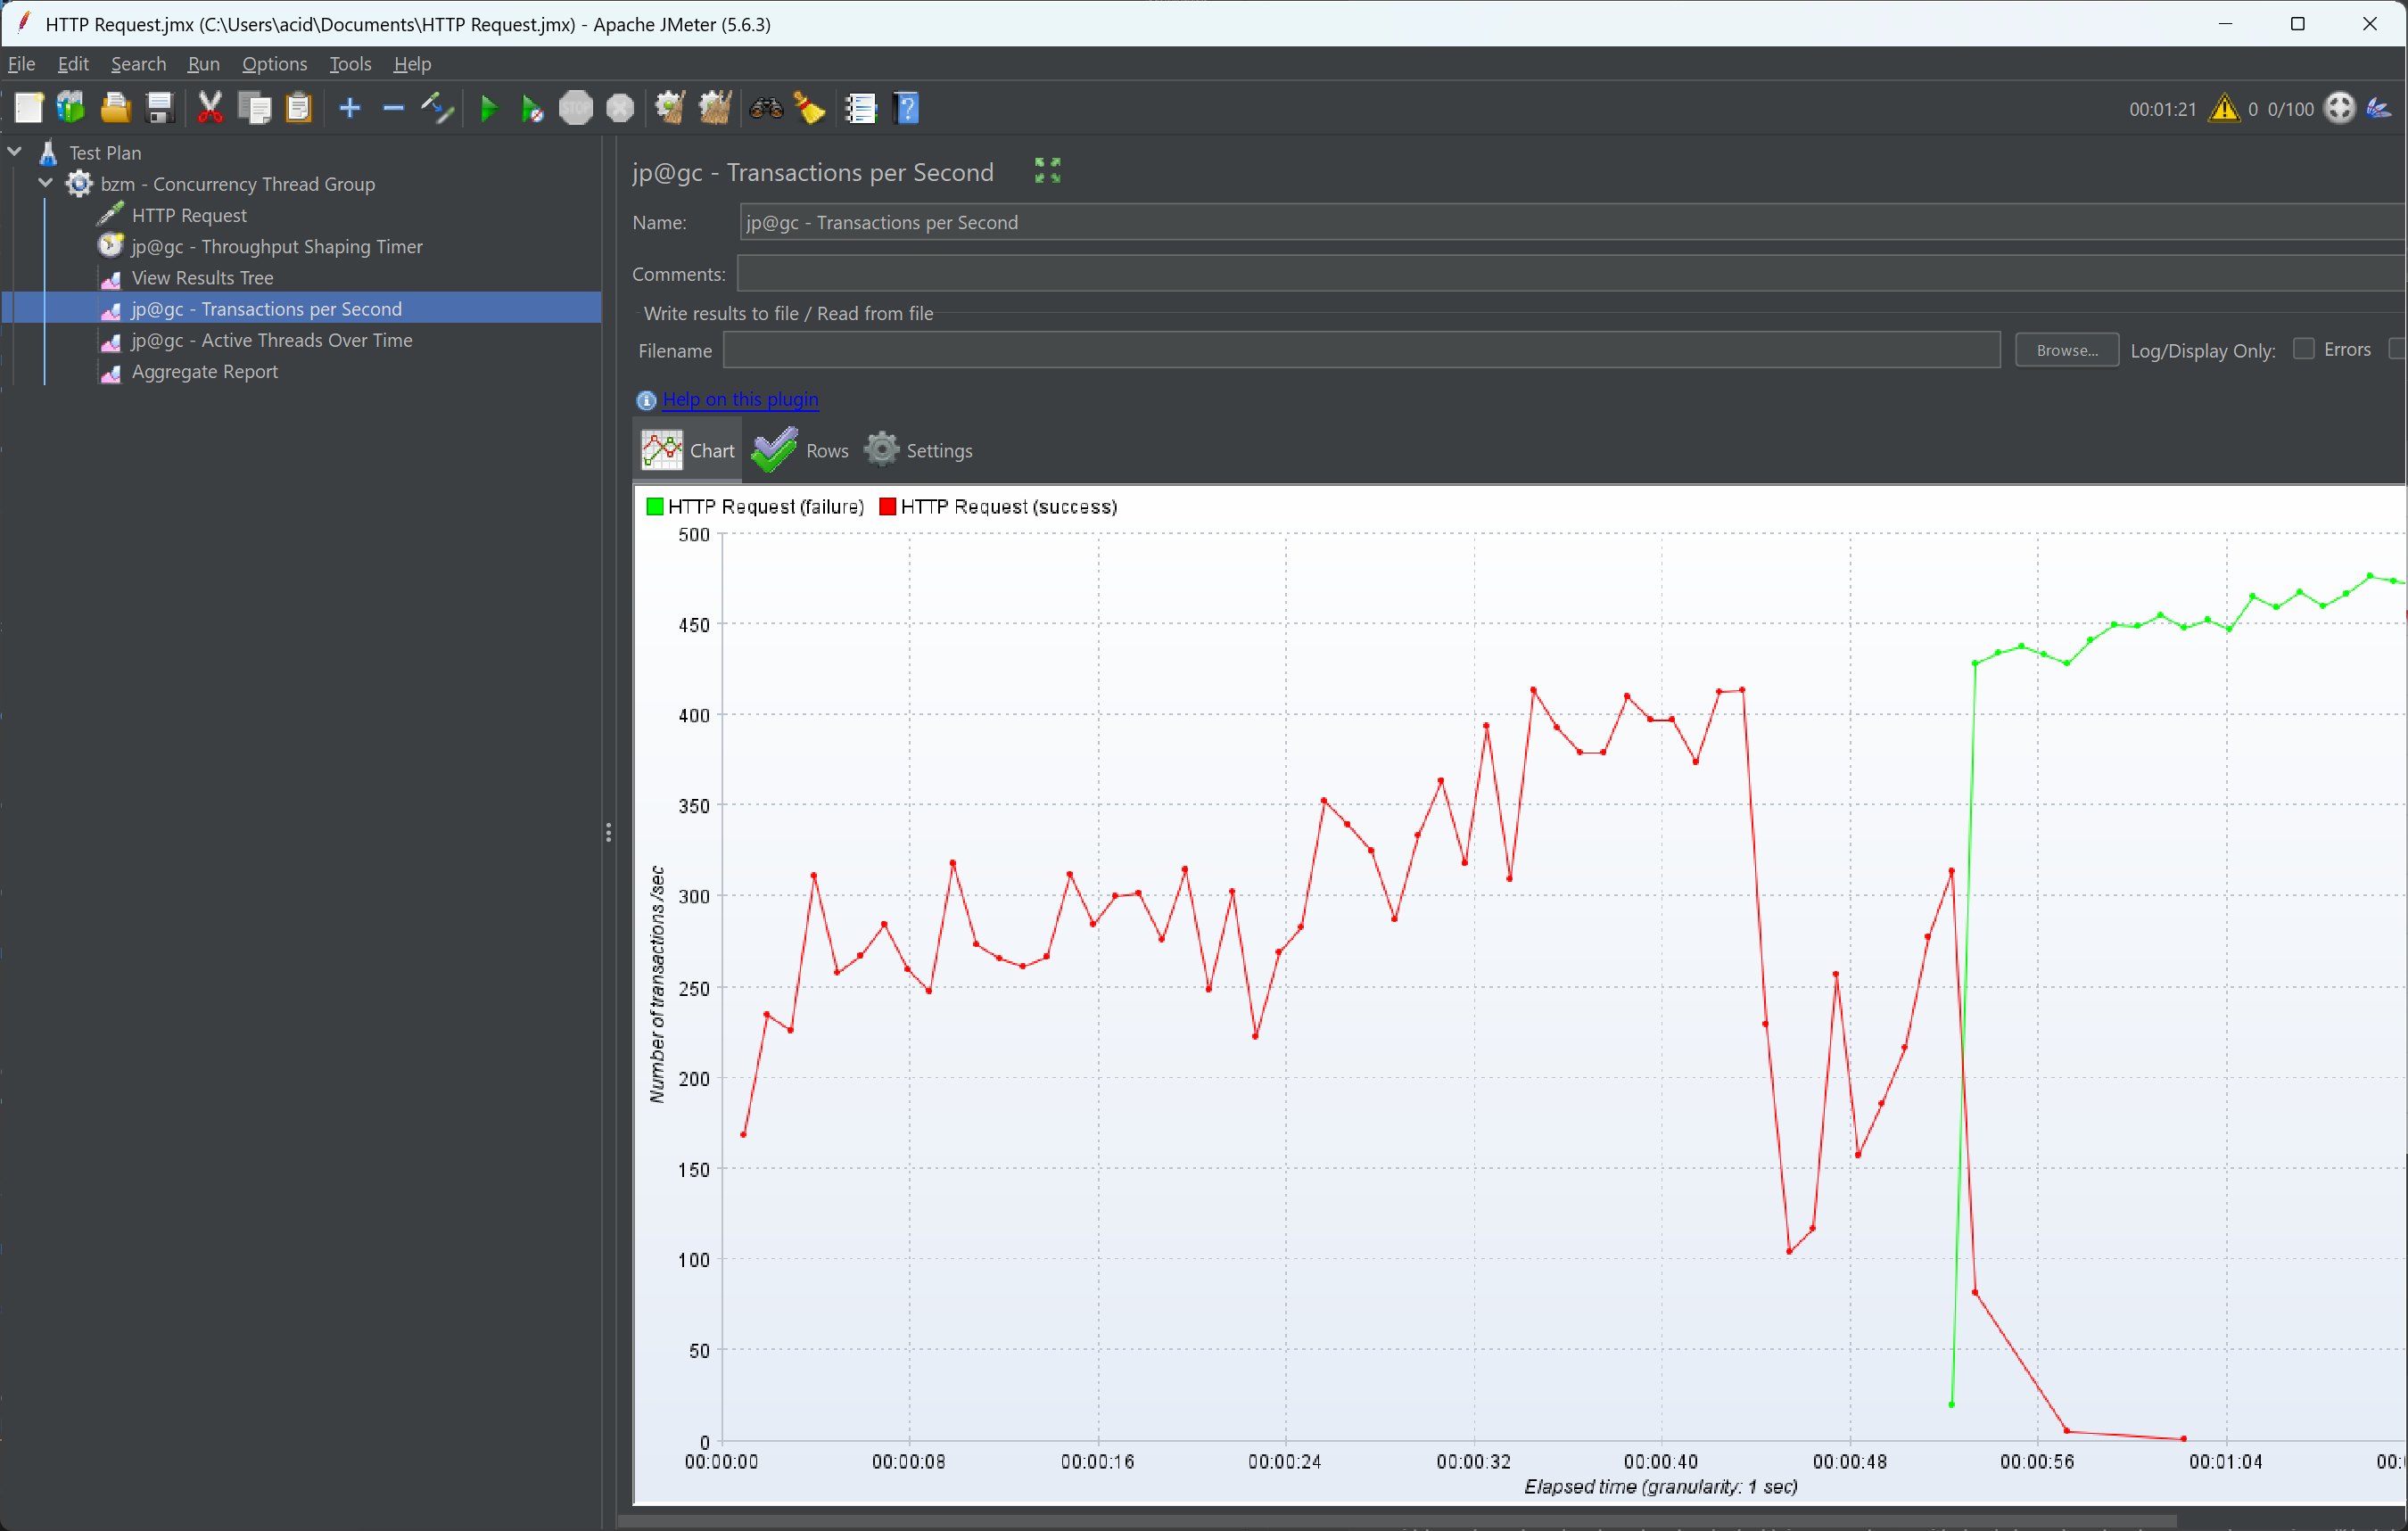 HTTP Request.jmx (C:\Users\acid\Documents\HTTP Request.jmx) - Apache JMeter (5.6.3)
File Edit Search Run Options Tools Help
STOP
00:01:21 0 0/100
Test Plan
bzm - Concurrency Thread Group
HTTP Request
jp@gc - Throughput Shaping Timer
View Results Tree
jp@gc - Transactions per Second
jp@gc - Active Threads Over Time
Aggregate Report
jp@gc - Transactions per Second
Name: jp@gc - Transactions per Second
Comments:
Write results to file / Read from file
Filename Browse... Log/Display Only: Errors
Help on this plugin
Chart Rows Settings
HTTP Request (failure) HTTP Request (success)
500
450
400
350
300
250
200
150
100
50
0
Number of transactions /sec
00:00:00 00:00:08 00:00:16 00:00:24 00:00:32 00:00:40 00:00:48 00:00:56 00:01:04
Elapsed time (granularity: 1 sec)